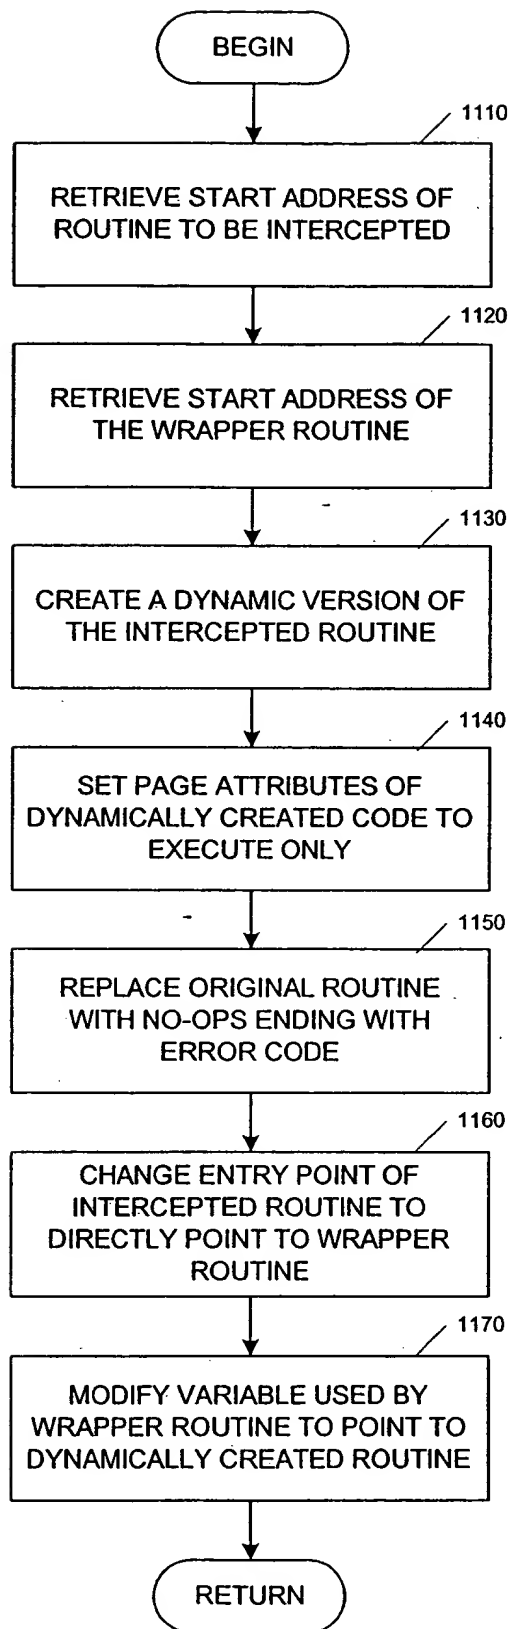 BEGIN
1110
RETRIEVE START ADDRESS OF
ROUTINE TO BE INTERCEPTED
1120
RETRIEVE START ADDRESS OF
THE WRAPPER ROUTINE
1130
CREATE A DYNAMIC VERSION OF
THE INTERCEPTED ROUTINE
1140
SET PAGE ATTRIBUTES OF
DYNAMICALLY CREATED CODE TO
EXECUTE ONLY
1150
REPLACE ORIGINAL ROUTINE
WITH NO-OPS ENDING WITH
ERROR CODE
1160
CHANGE ENTRY POINT OF
INTERCEPTED ROUTINE TO
DIRECTLY POINT TO WRAPPER
ROUTINE
1170
MODIFY VARIABLE USED BY
WRAPPER ROUTINE TO POINT TO
DYNAMICALLY CREATED ROUTINE
RETURN